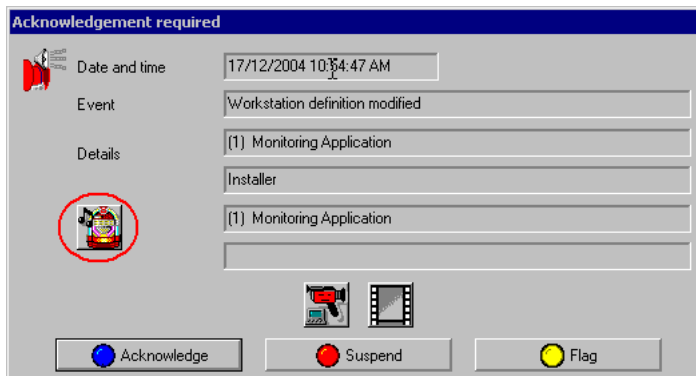 Acknowledgement required
Date and time 17/12/2004 10:54:47 AM
Event Workstation definition modified
Details (1) Monitoring Application
Installer
(1) Monitoring Application
Acknowledge Suspend Flag